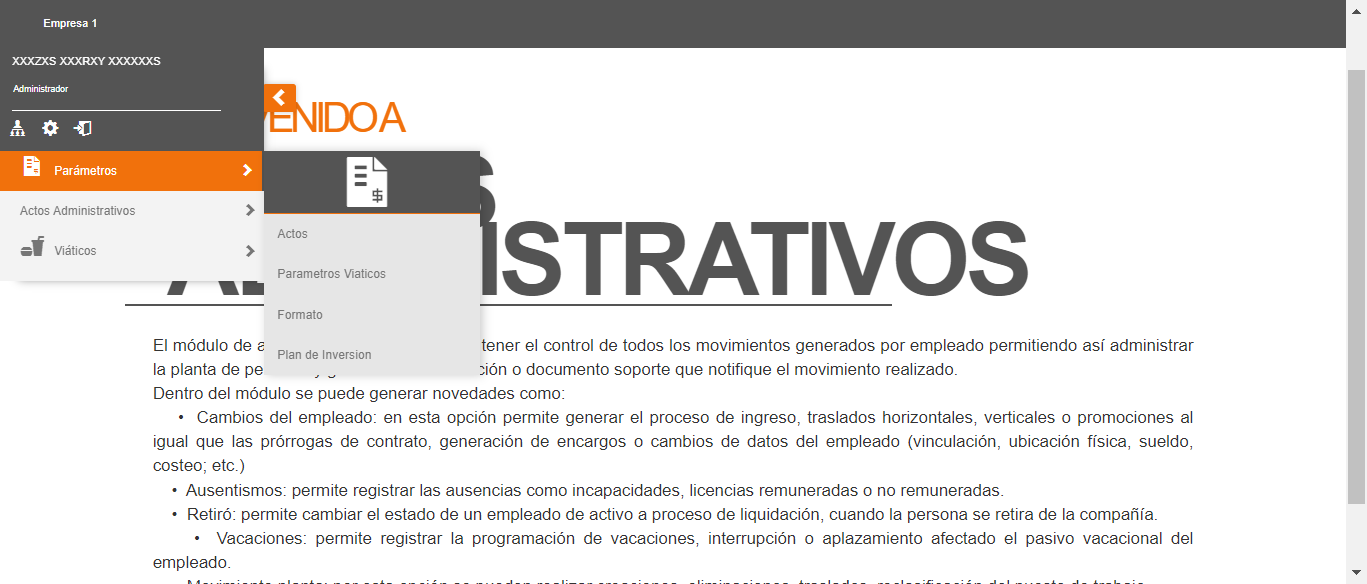 Empresa 1
XXXZXS XXXRXY XXXXXXS
Administrador
VENIDO A
Parámetros
Actos Administrativos
Viáticos
Actos
Parametros Viaticos
Formato
Plan de Inversion
S
ISTRATIVOS
El módulo de a tener el control de todos los movimientos generados por empleado permitiendo así administrar
la planta de pe ción o documento soporte que notifique el movimiento realizado.
Dentro del módulo se puede generar novedades como:
• Cambios del empleado: en esta opción permite generar el proceso de ingreso, traslados horizontales, verticales o promociones al
igual que las prórrogas de contrato, generación de encargos o cambios de datos del empleado (vinculación, ubicación física, sueldo,
costeo; etc.)
• Ausentismos: permite registrar las ausencias como incapacidades, licencias remuneradas o no remuneradas.
• Retiró: permite cambiar el estado de un empleado de activo a proceso de liquidación, cuando la persona se retira de la compañía.
• Vacaciones: permite registrar la programación de vacaciones, interrupción o aplazamiento afectado el pasivo vacacional del
empleado.